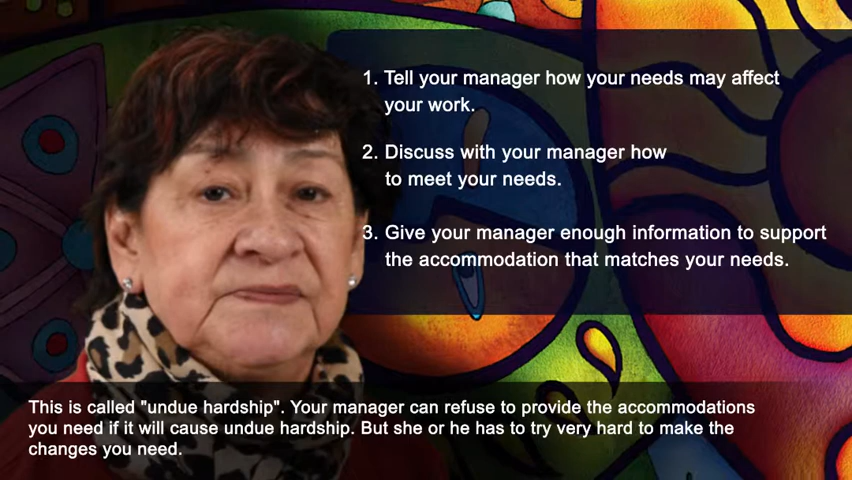 1. Tell your manager how your needs may affect
your work.
2. Discuss with your manager how
to meet your needs.
3. Give your manager enough information to support
the accommodation that matches your needs.
This is called "undue hardship". Your manager can refuse to provide the accommodations
you need if it will cause undue hardship. But she or he has to try very hard to make the
changes you need.